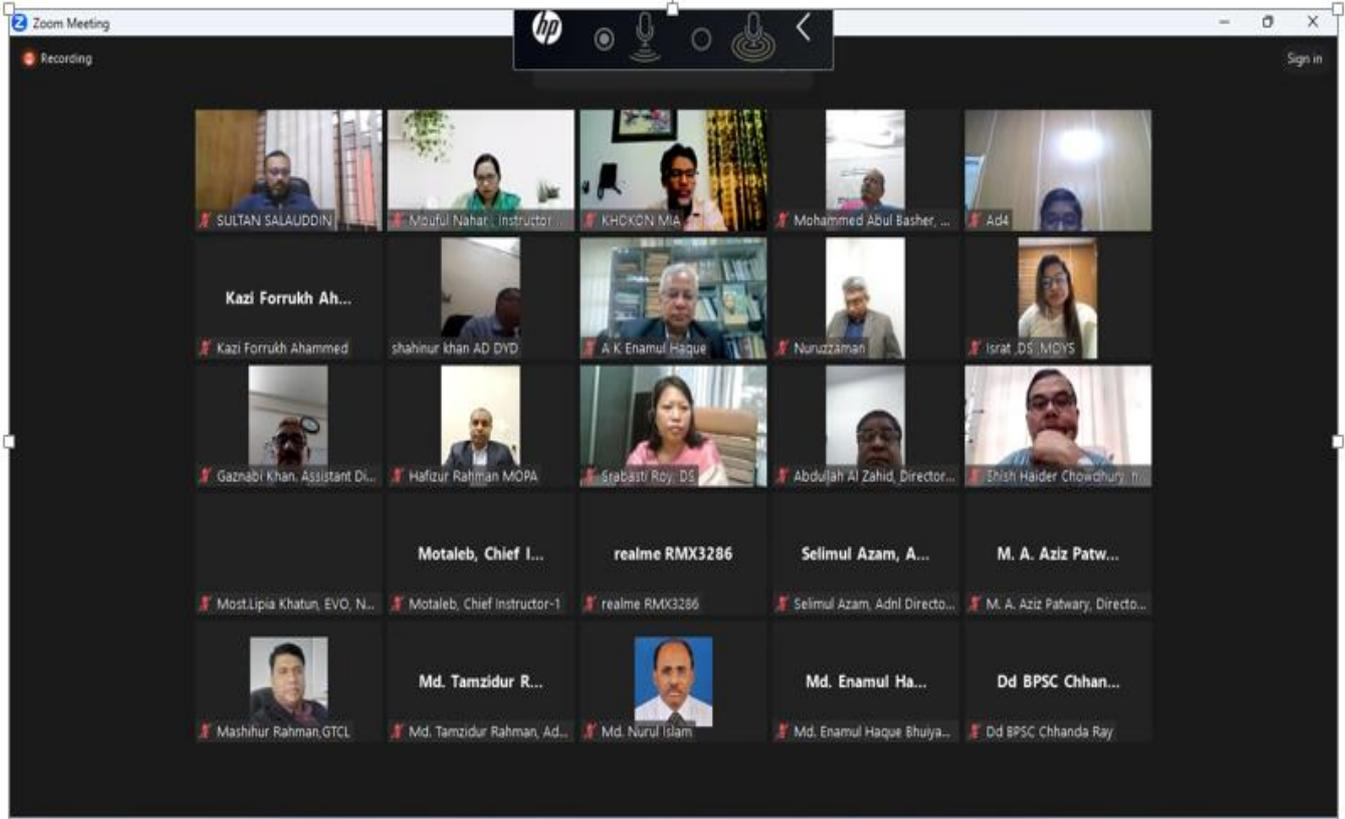 Zoom Meeting
hp
Recording
Sign in
SULTAN SALAUDDIN
Mouful Nahar, Instructor ...
KHOKON MIA
Mohammed Abul Basher, ...
Ad4
Kazi Forrukh Ah...
Kazi Forrukh Ahammed
shahinur khan AD DYD
A K Enamul Haque
Nuruzzaman
Israt ,DS ,MOYS
Gaznabi Khan, Assistant Di...
Hafizur Rahman MOPA
Srabasti Roy, DS
Abdullah Al Zahid, Director...
Shish Haider Chowdhury,
Motaleb, Chief I...
realme RMX3286
Selimul Azam, A...
M. A. Aziz Patw...
Most.Lipia Khatun, EVO, N...
Motaleb, Chief Instructor-1
realme RMX3286
Selimul Azam, Adnl Directo...
M. A. Aziz Patwary, Directo...
Md. Tamzidur R...
Md. Enamul Ha...
Dd BPSC Chhan...
Mashihur Rahman,GTCL
Md. Tamzidur Rahman, Ad...
Md. Nurul Islam
Md. Enamul Haque Bhuiya...
Dd BPSC Chhanda Ray